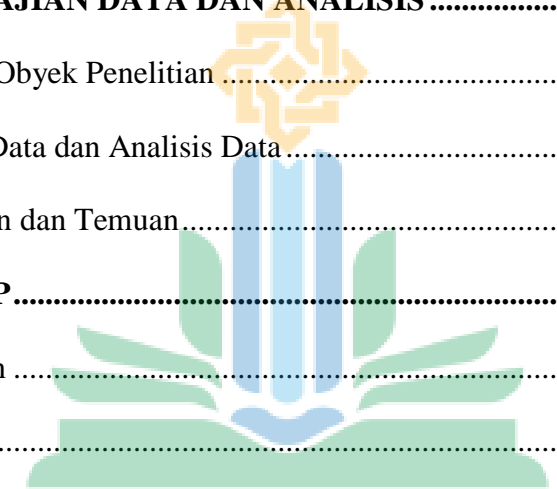 AJIAN DATA DAN ANALISIS ................
Obyek Penelitian ................................................
Data dan Analisis Data ......................................
n dan Temuan .....................................................
P ...........................................................................
n ...........................................................................
............................................................................